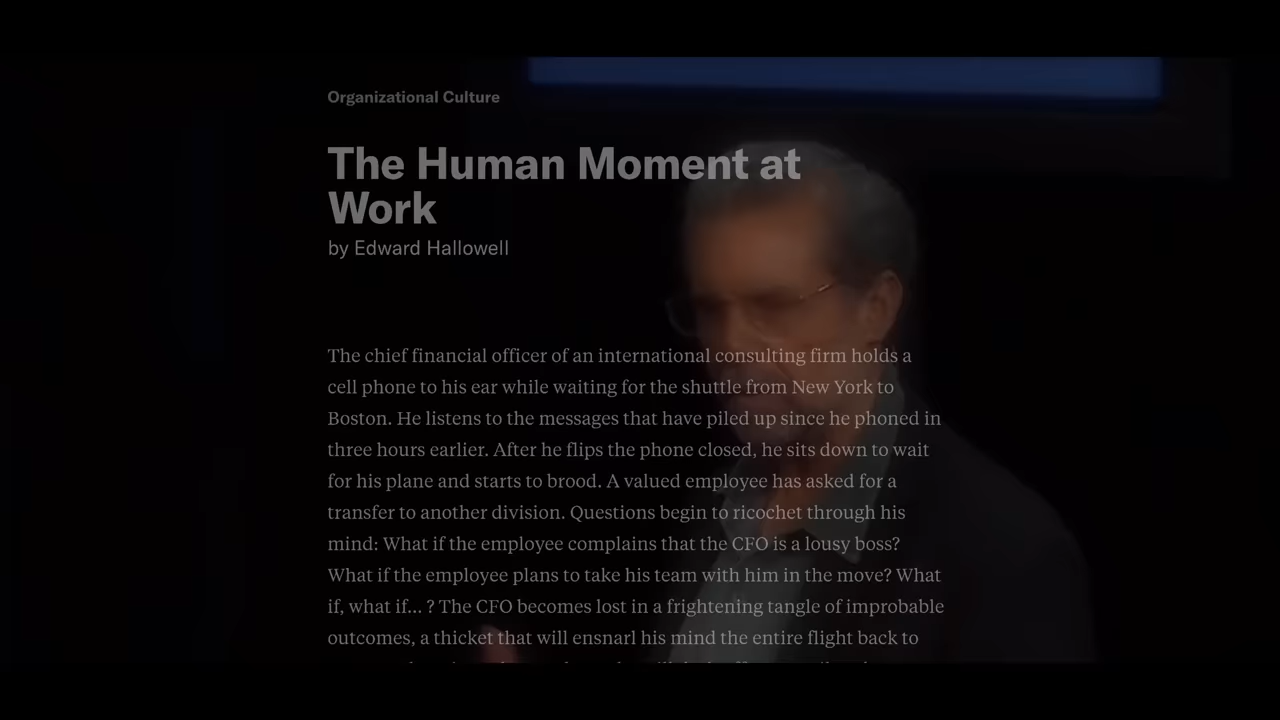 Organizational Culture
The Human Moment at
Work
by Edward Hallowell
The chief financial officer of an international consulting firm holds a
cell phone to his ear while waiting for the shuttle from New York to
Boston. He listens to the messages that have piled up since he phoned in
three hours earlier. After he flips the phone closed, he sits down to wait
for his plane and starts to brood. A valued employee has asked for a
transfer to another division. Questions begin to ricochet through his
mind: What if the employee complains that the CFO is a lousy boss?
What if the employee plans to take his team with him in the move? What
if, what if… ? The CFO becomes lost in a frightening tangle of improbable
outcomes, a thicket that will ensnarl his mind the entire flight back to